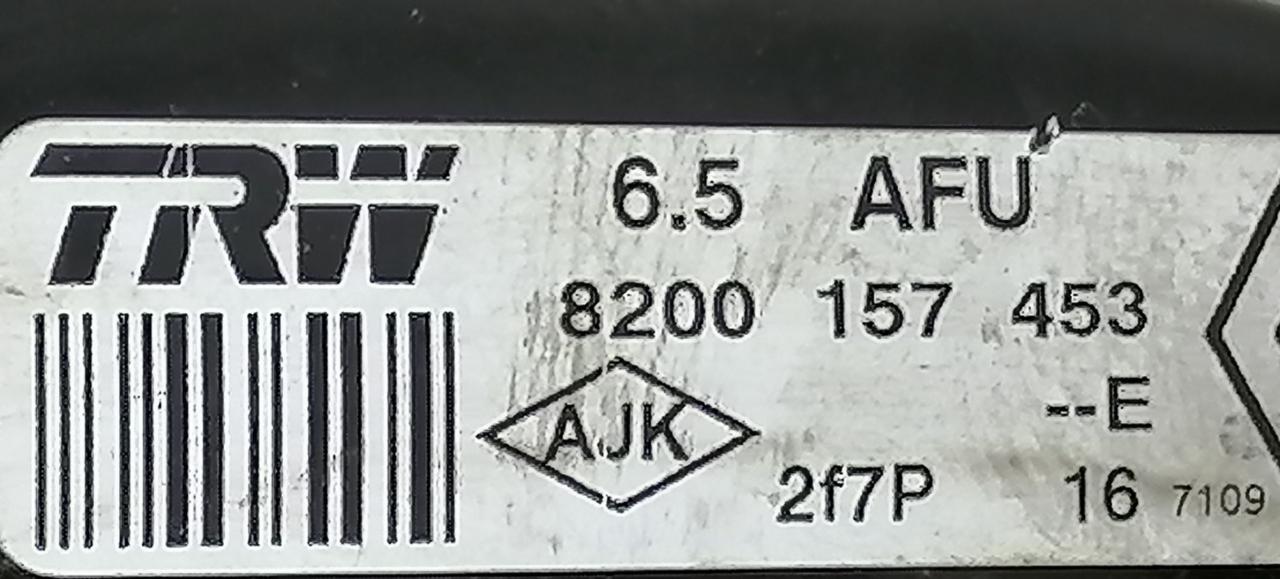 TRW
6.5 AFU
8200 157 453
--E
AJK
2f7P 16 7109